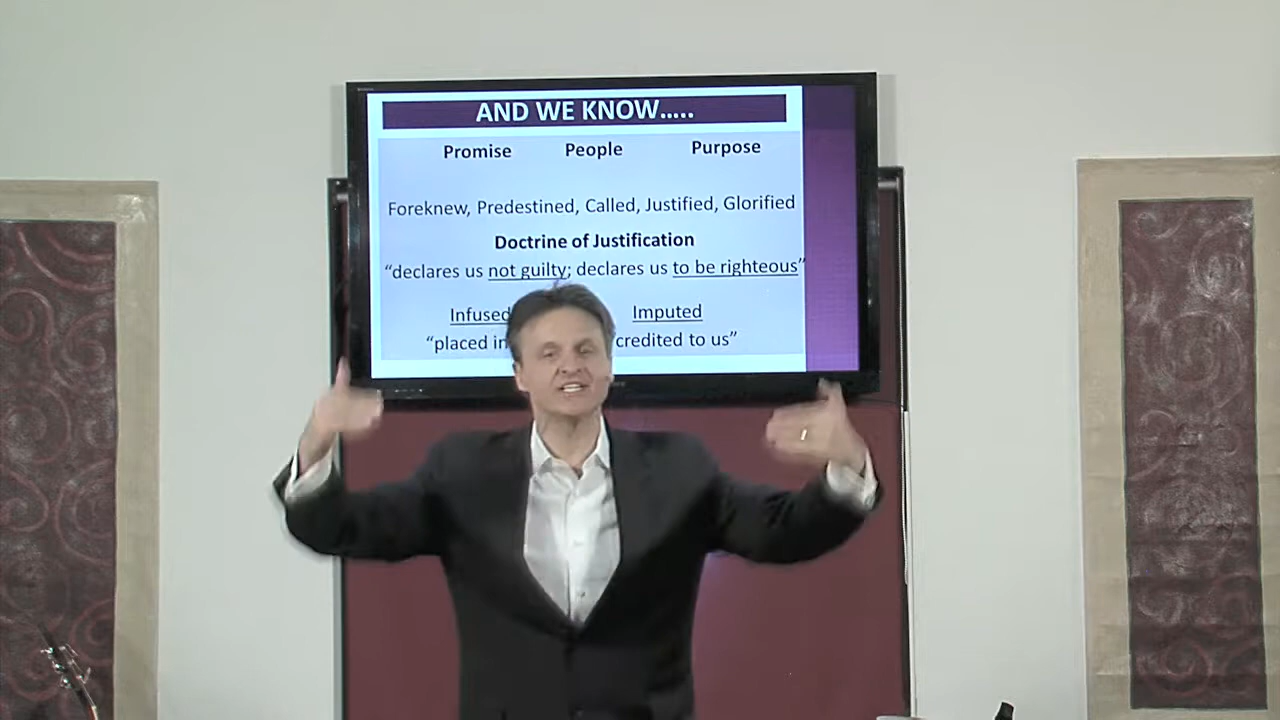 AND WE KNOW.....
Promise People Purpose
Foreknew, Predestined, Called, Justified, Glorified
Doctrine of Justification
“declares us not guilty; declares us to be righteous”
Infused Imputed
“placed in credited to us”